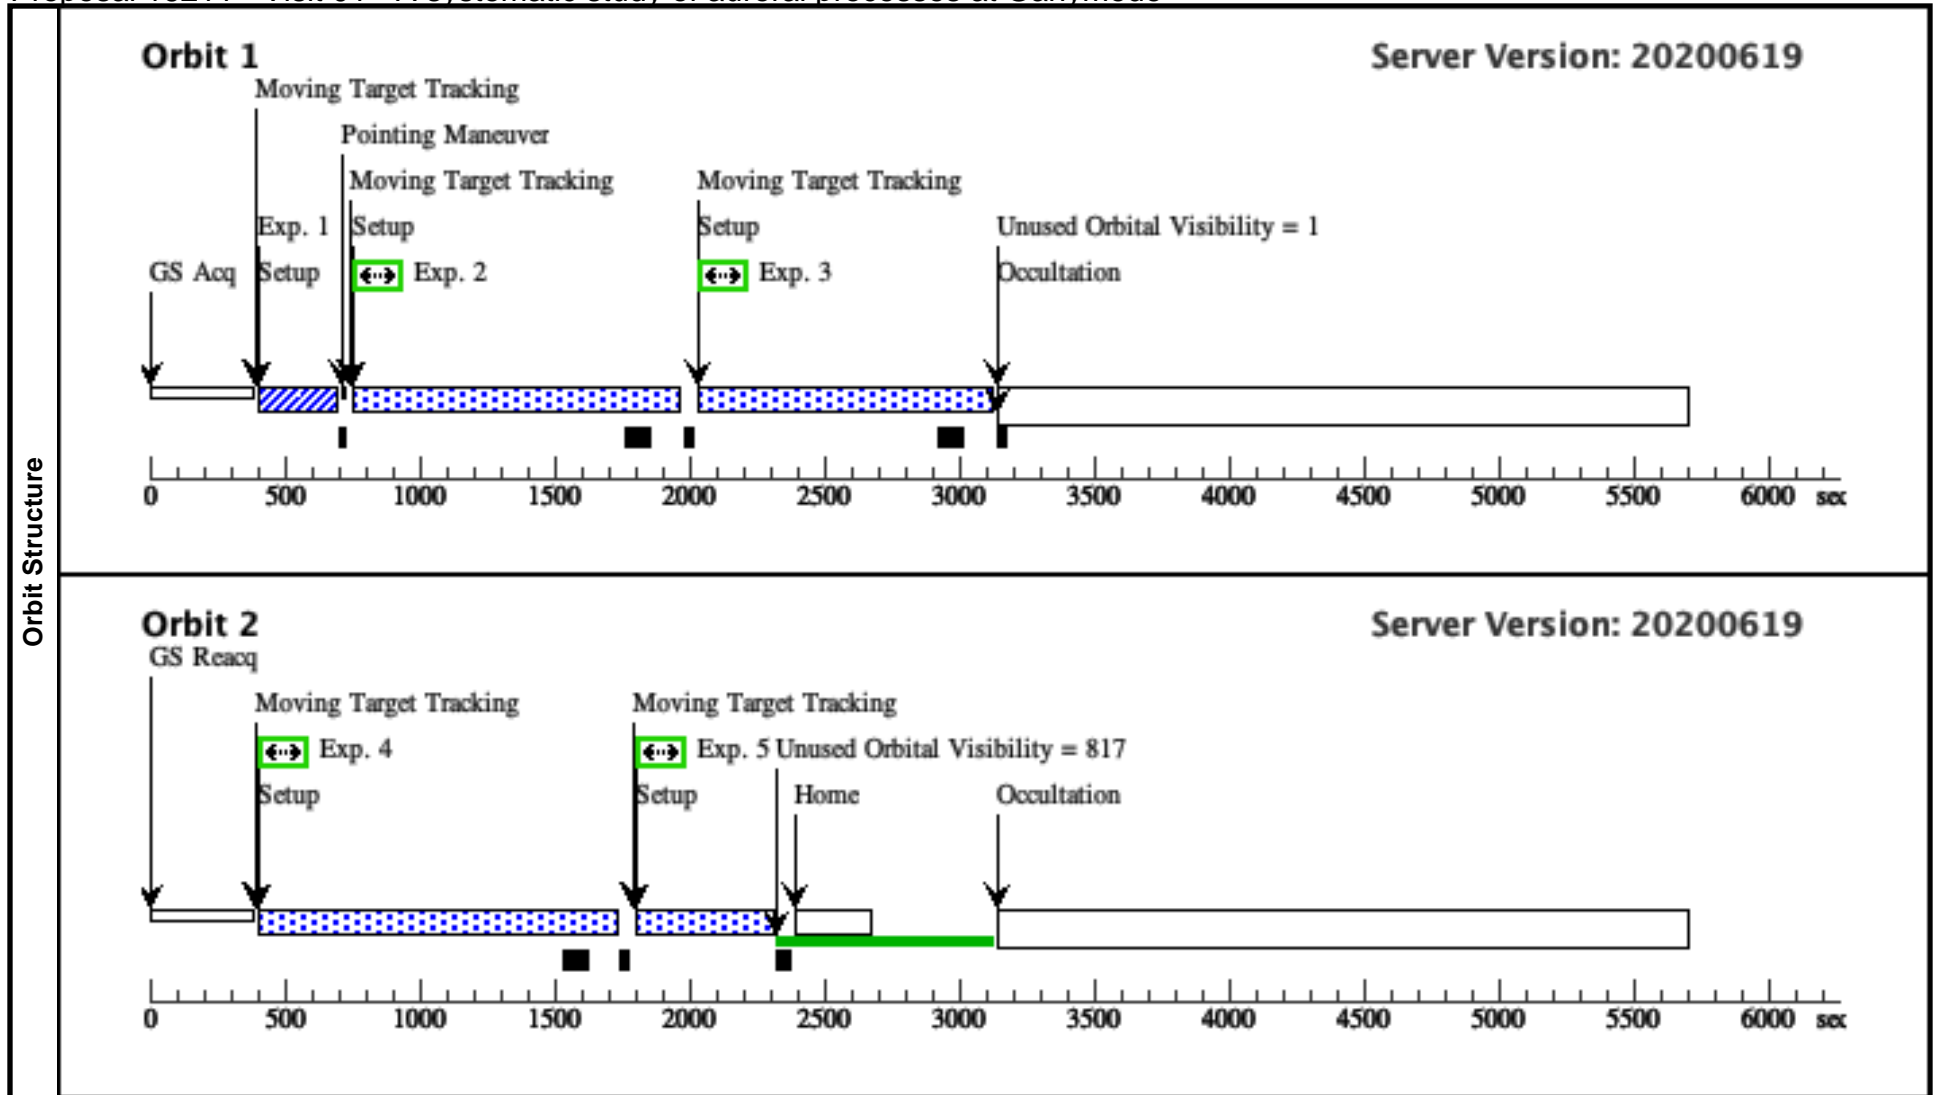 Orbit Structure
Orbit 1
Server Version: 20200619
Moving Target Tracking
Pointing Maneuver
Moving Target Tracking
Moving Target Tracking
Exp. 1
Setup
Setup
Unused Orbital Visibility = 1
GS Acq
Setup
Exp. 2
Exp. 3
Occultation
0 500 1000 1500 2000 2500 3000 3500 4000 4500 5000 5500 6000 sec
Orbit 2
Server Version: 20200619
GS Reacq
Moving Target Tracking
Moving Target Tracking
Exp. 4
Exp. 5
Unused Orbital Visibility = 817
Setup
Setup
Home
Occultation
0 500 1000 1500 2000 2500 3000 3500 4000 4500 5000 5500 6000 sec